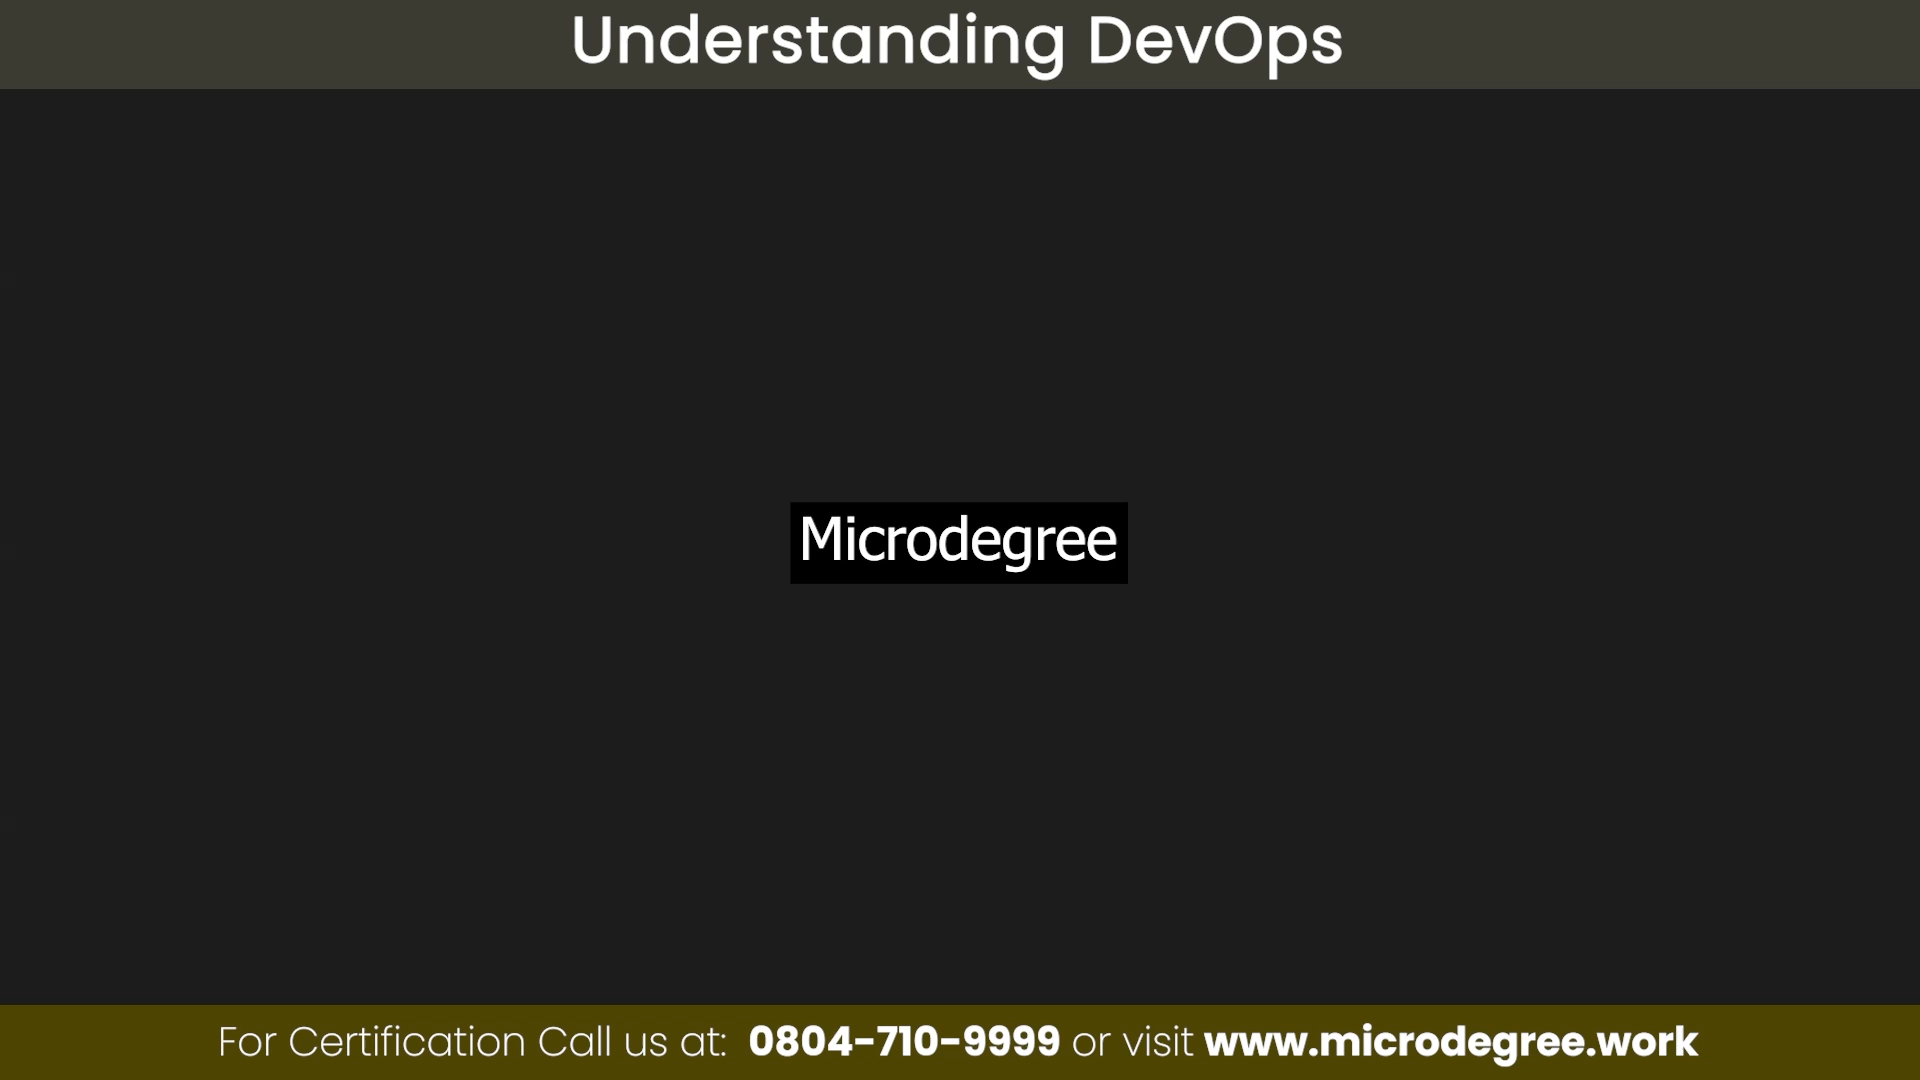 Understanding DevOps
Microdegree
For Certification Call us at: 0804-710-9999 or visit www.microdegree.work